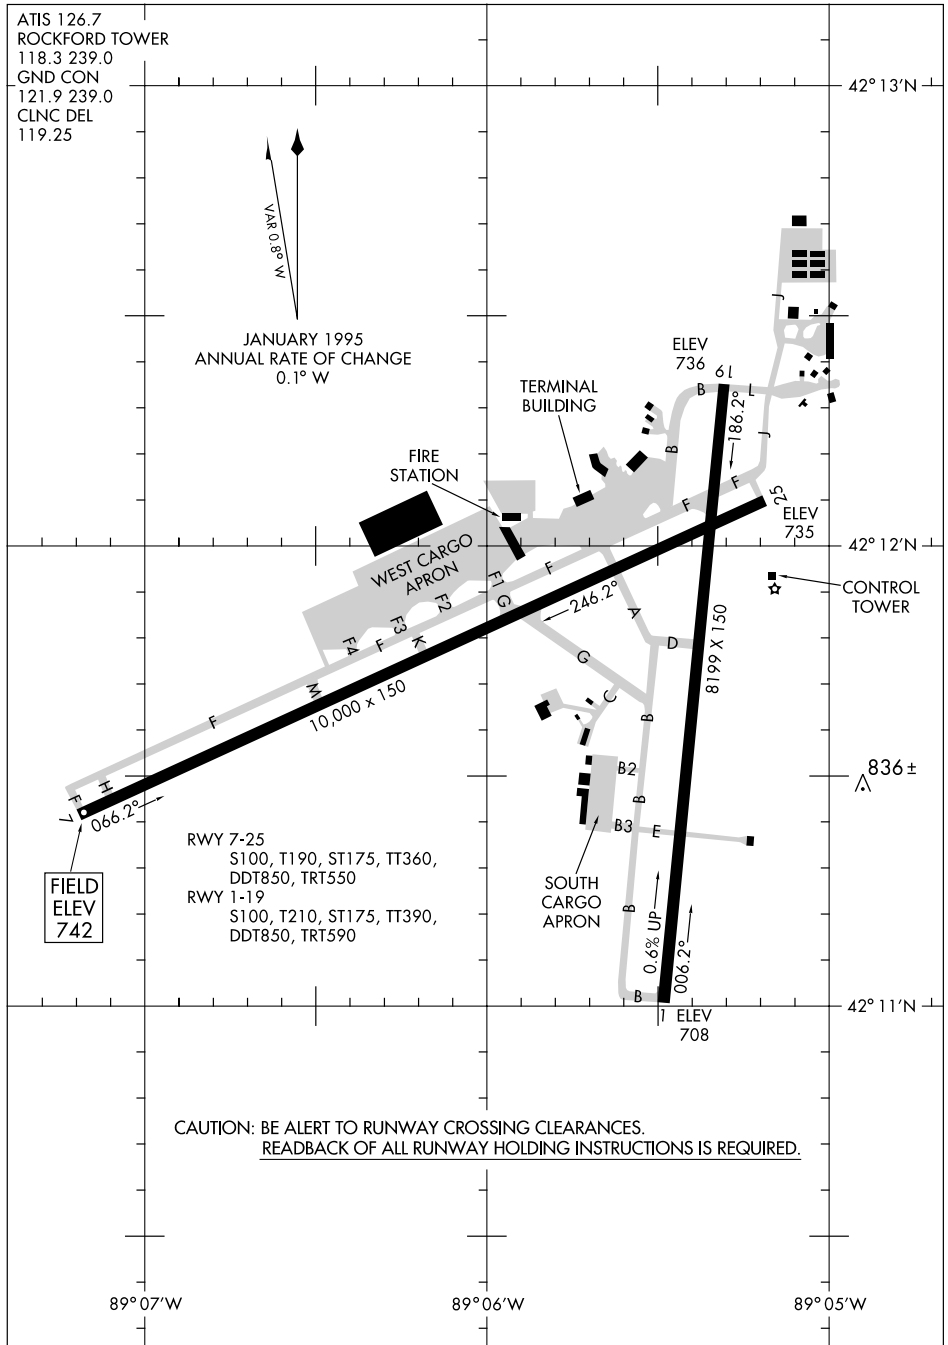 ATIS 126.7
ROCKFORD TOWER
118.3 239.0
GND CON
121.9 239.0
CLNC DEL
119.25
42° 13'N
VAR 0.8° W
JANUARY 1995
ANNUAL RATE OF CHANGE
0.1° W
J
ELEV
736
19
B
L
186.2°
J
TERMINAL
BUILDING
B
FIRE
STATION
F
F
25
ELEV
735
42° 12'N
WEST CARGO
APRON
F1
F
G
246.2°
CONTROL
TOWER
F2
A
F3
K
F
F4
D
G
8199 X 150
M
10,000 x 150
C
F
B
B2
836 ±
H
F
7
066.2°
B
B3
E
RWY 7-25
S100, T190, ST175, TT360,
DDT850, TRT550
RWY 1-19
S100, T210, ST175, TT390,
DDT850, TRT590
FIELD
ELEV
742
SOUTH
CARGO
APRON
B
0.6% UP
006.2°
B
1
ELEV
708
42° 11'N
CAUTION: BE ALERT TO RUNWAY CROSSING CLEARANCES.
READBACK OF ALL RUNWAY HOLDING INSTRUCTIONS IS REQUIRED.
89° 07'W
89° 06'W
89° 05'W